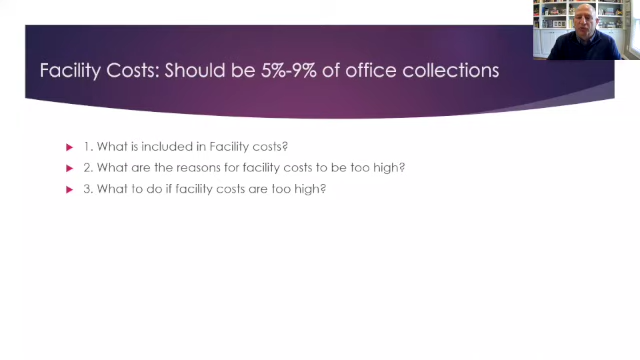 Facility Costs: Should be 5%-9% of office collections
1. What is included in Facility costs?
2. What are the reasons for facility costs to be too high?
3. What to do if facility costs are too high?